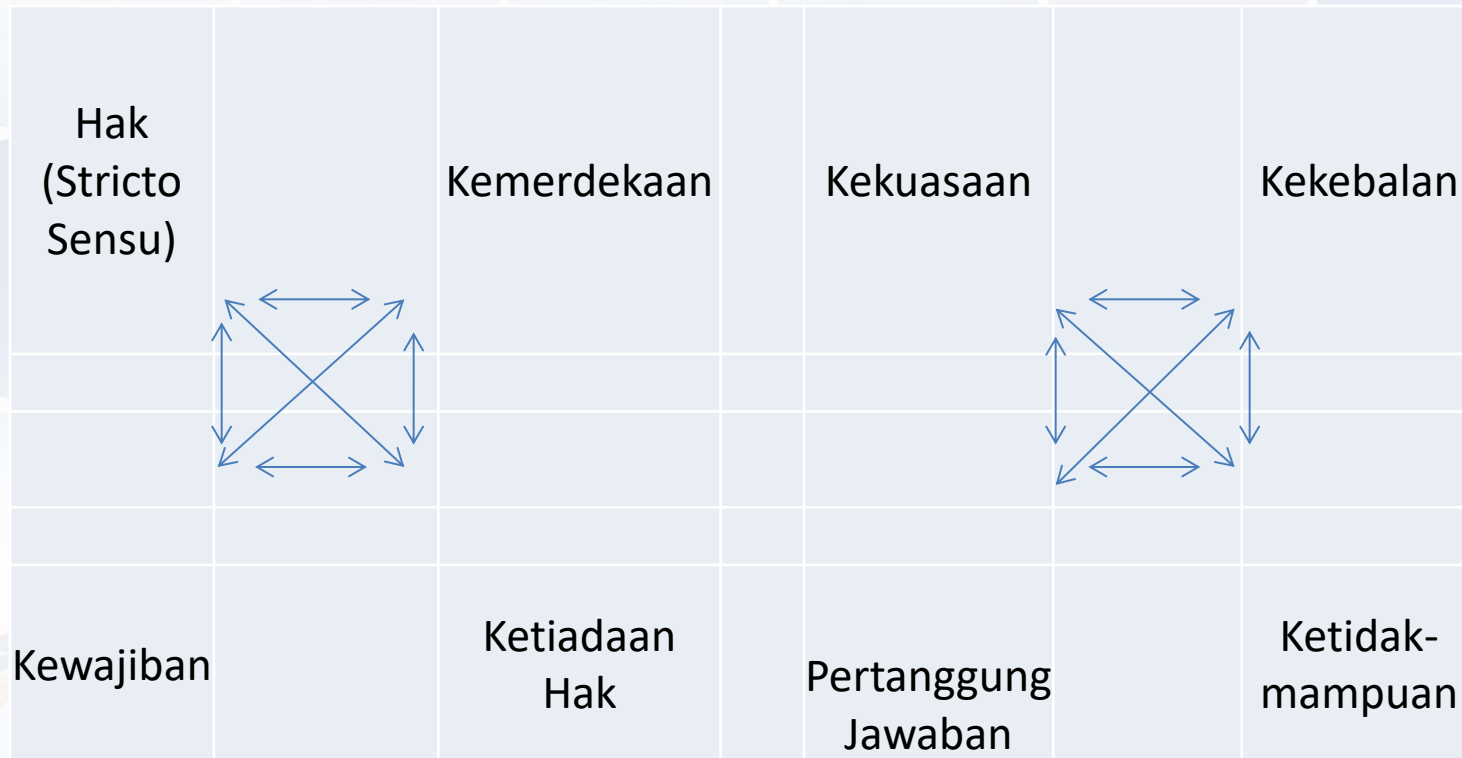 Hak
(Stricto
Sensu)
Kemerdekaan
Kekuasaan
Kekebalan
Kewajiban
Ketiadaan
Hak
Pertanggung
Jawaban
Ketidak-
mampuan